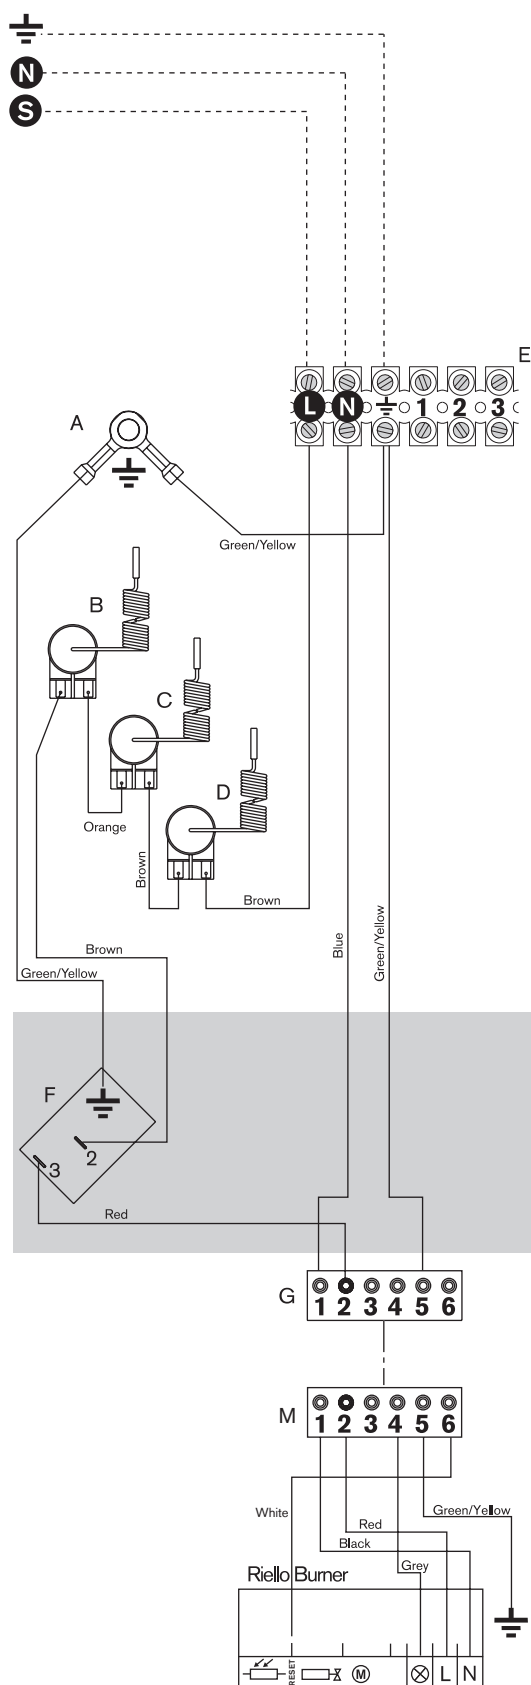 N
S
E
L N 1 2 3
A
Green/Yellow
B
C
D
Orange
Brown
Brown
Blue
Green/Yellow
Brown
Green/Yellow
F
2
3
Red
G
1 2 3 4 5 6
M
1 2 3 4 5 6
White
Green/Yellow
Red
Black
Grey
Riello Burner
RESET
M
L N